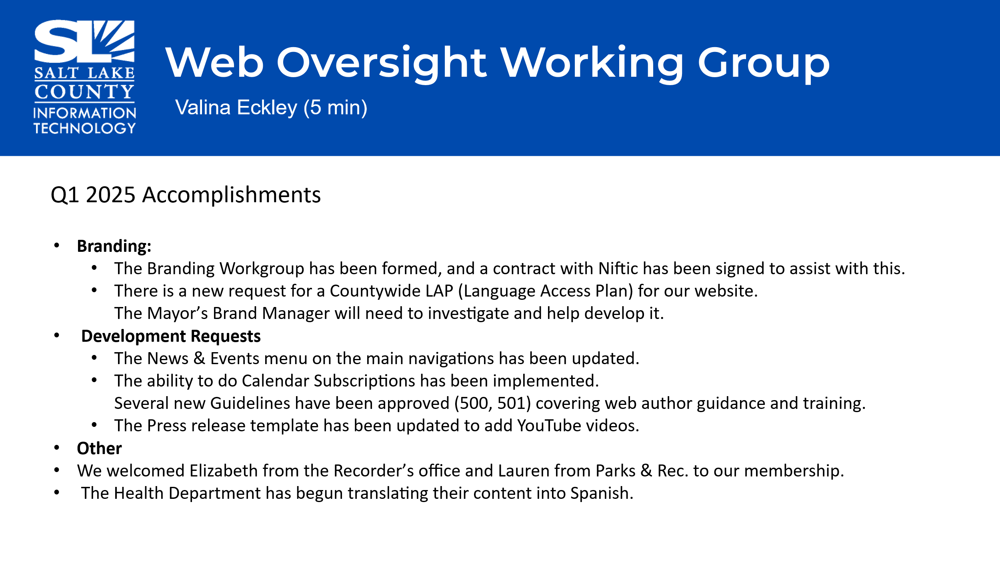 SL
SALT LAKE
COUNTY
INFORMATION
TECHNOLOGY
Web Oversight Working Group
Valina Eckley (5 min)
Q1 2025 Accomplishments
• Branding:
• The Branding Workgroup has been formed, and a contract with Niftic has been signed to assist with this.
• There is a new request for a Countywide LAP (Language Access Plan) for our website.
The Mayor’s Brand Manager will need to investigate and help develop it.
• Development Requests
• The News & Events menu on the main navigations has been updated.
• The ability to do Calendar Subscriptions has been implemented.
Several new Guidelines have been approved (500, 501) covering web author guidance and training.
• The Press release template has been updated to add YouTube videos.
• Other
• We welcomed Elizabeth from the Recorder’s office and Lauren from Parks & Rec. to our membership.
• The Health Department has begun translating their content into Spanish.